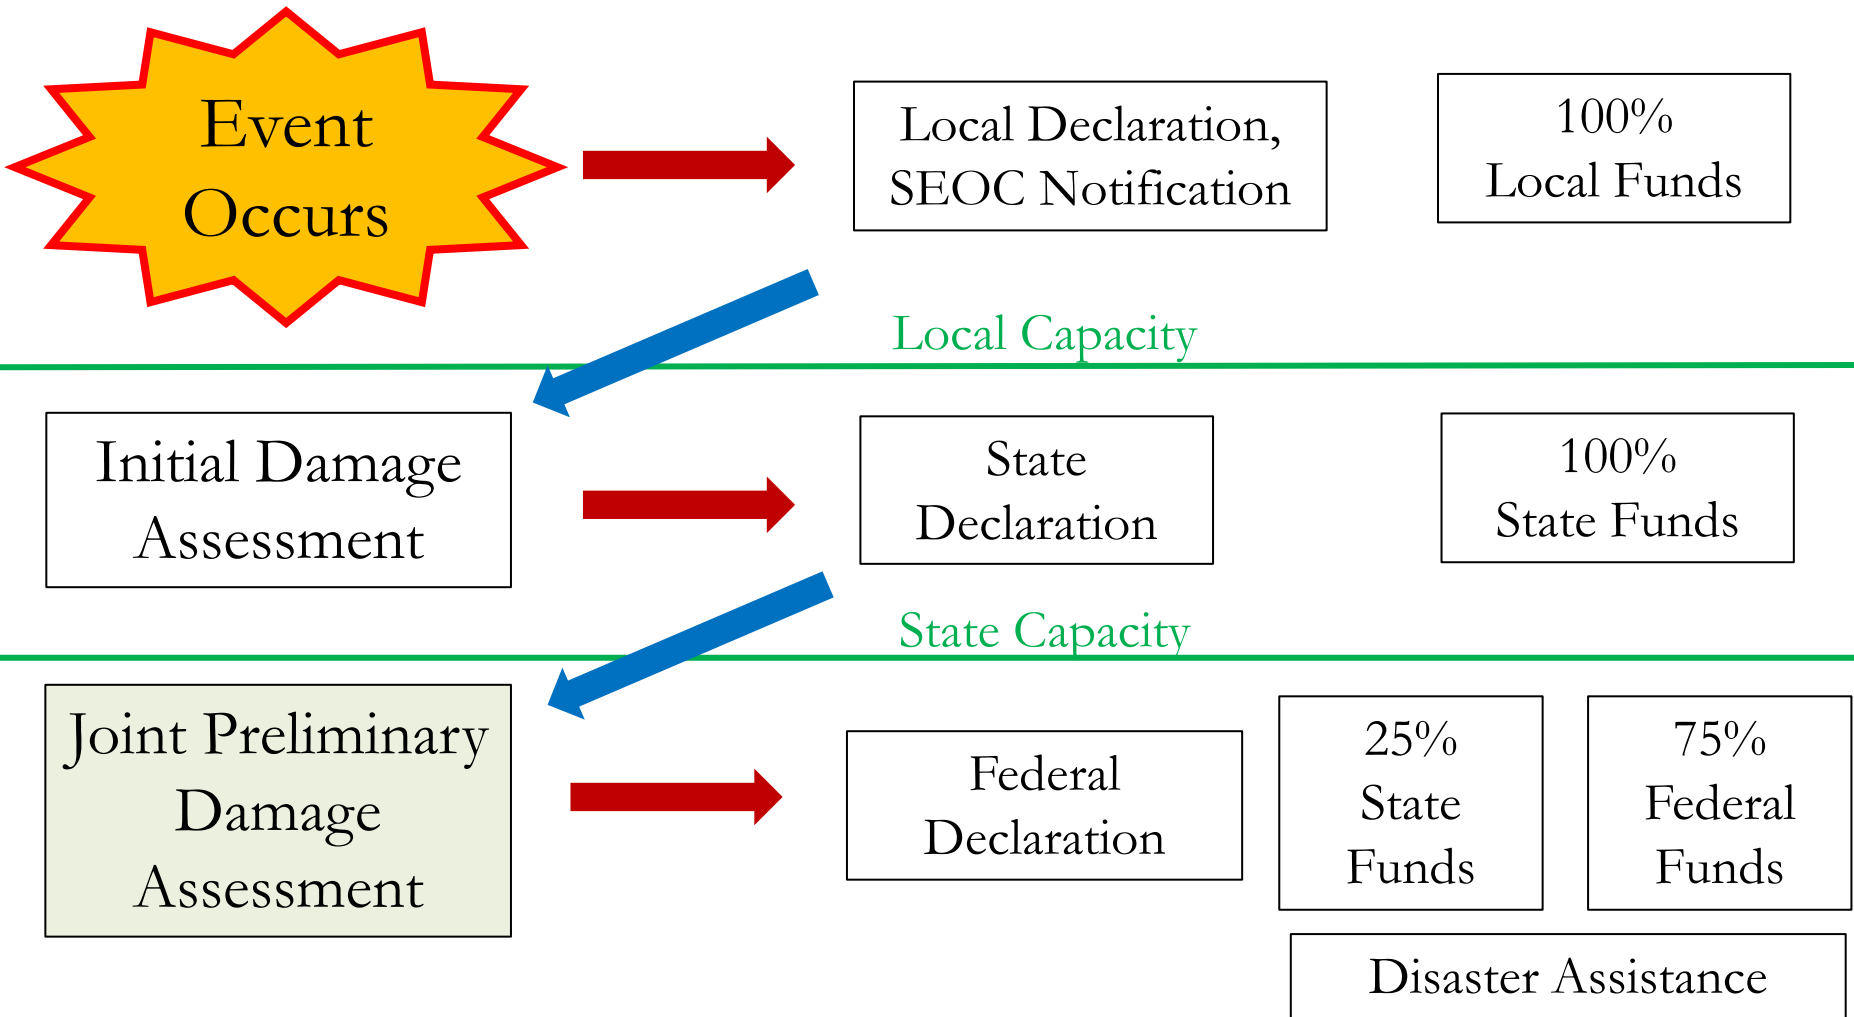 Event
Occurs
Local Declaration,
SEOC Notification
100%
Local Funds
Local Capacity
Initial Damage
Assessment
State
Declaration
100%
State Funds
State Capacity
Joint Preliminary
Damage
Assessment
Federal
Declaration
25%
State
Funds
75%
Federal
Funds
Disaster Assistance